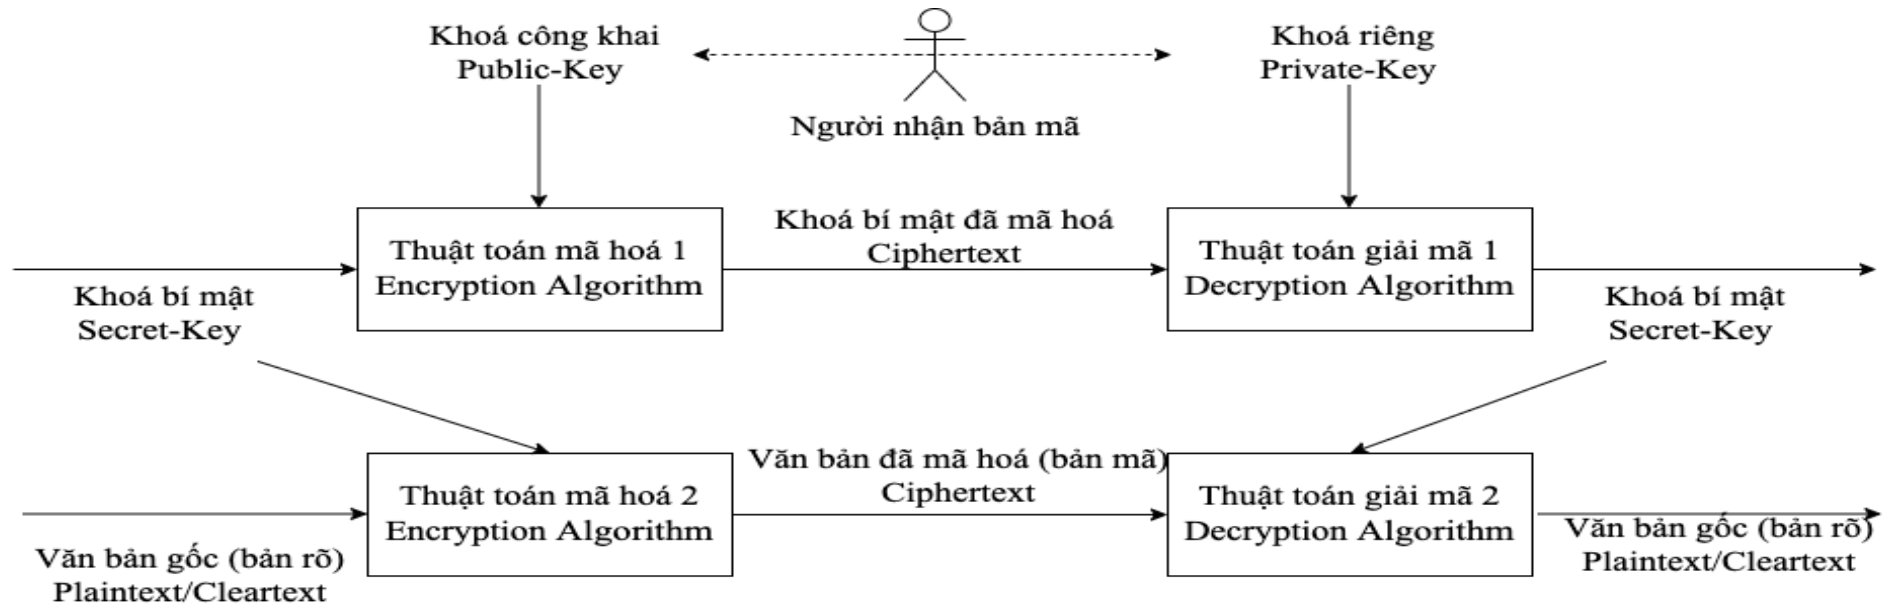 Khoá công khai
Public-Key
Khoá riêng
Private-Key
Người nhận bản mã
Thuật toán mã hoá 1
Encryption Algorithm
Khoá bí mật đã mã hoá
Ciphertext
Thuật toán giải mã 1
Decryption Algorithm
Khoá bí mật
Secret-Key
Khoá bí mật
Secret-Key
Thuật toán mã hoá 2
Encryption Algorithm
Văn bản đã mã hoá (bản mã)
Ciphertext
Thuật toán giải mã 2
Decryption Algorithm
Văn bản gốc (bản rõ)
Plaintext/Cleartext
Văn bản gốc (bản rõ)
Plaintext/Cleartext